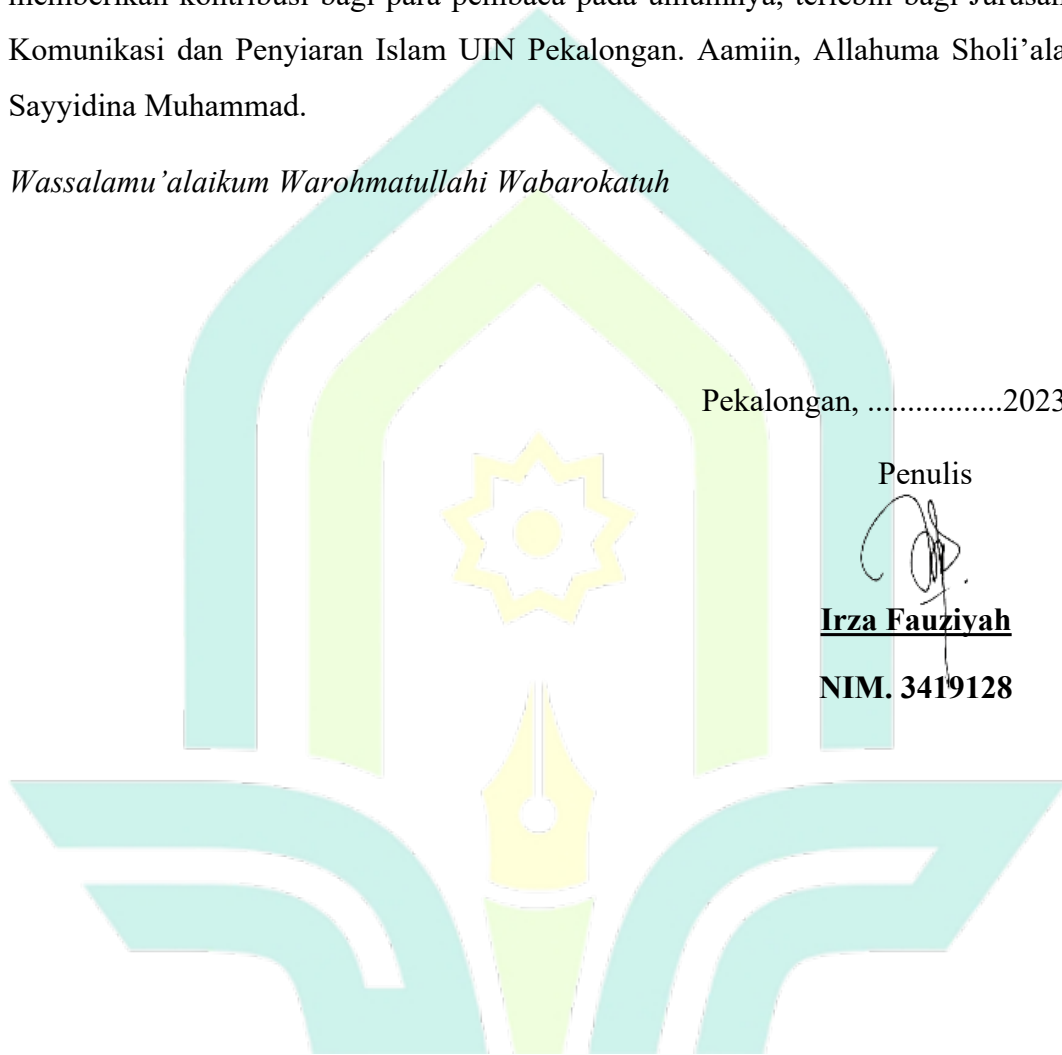 memberikan kontribusi bagi para pembaca pada umumnya, terlebih bagi Jurusan
Komunikasi dan Penyiaran Islam UIN Pekalongan. Aamiin, Allahuma Sholi’ala
Sayyidina Muhammad.
Wassalamu’alaikum Warohmatullahi Wabarokatuh
Pekalongan, .................2023
Penulis
Irza Fauziyah
NIM. 3419128